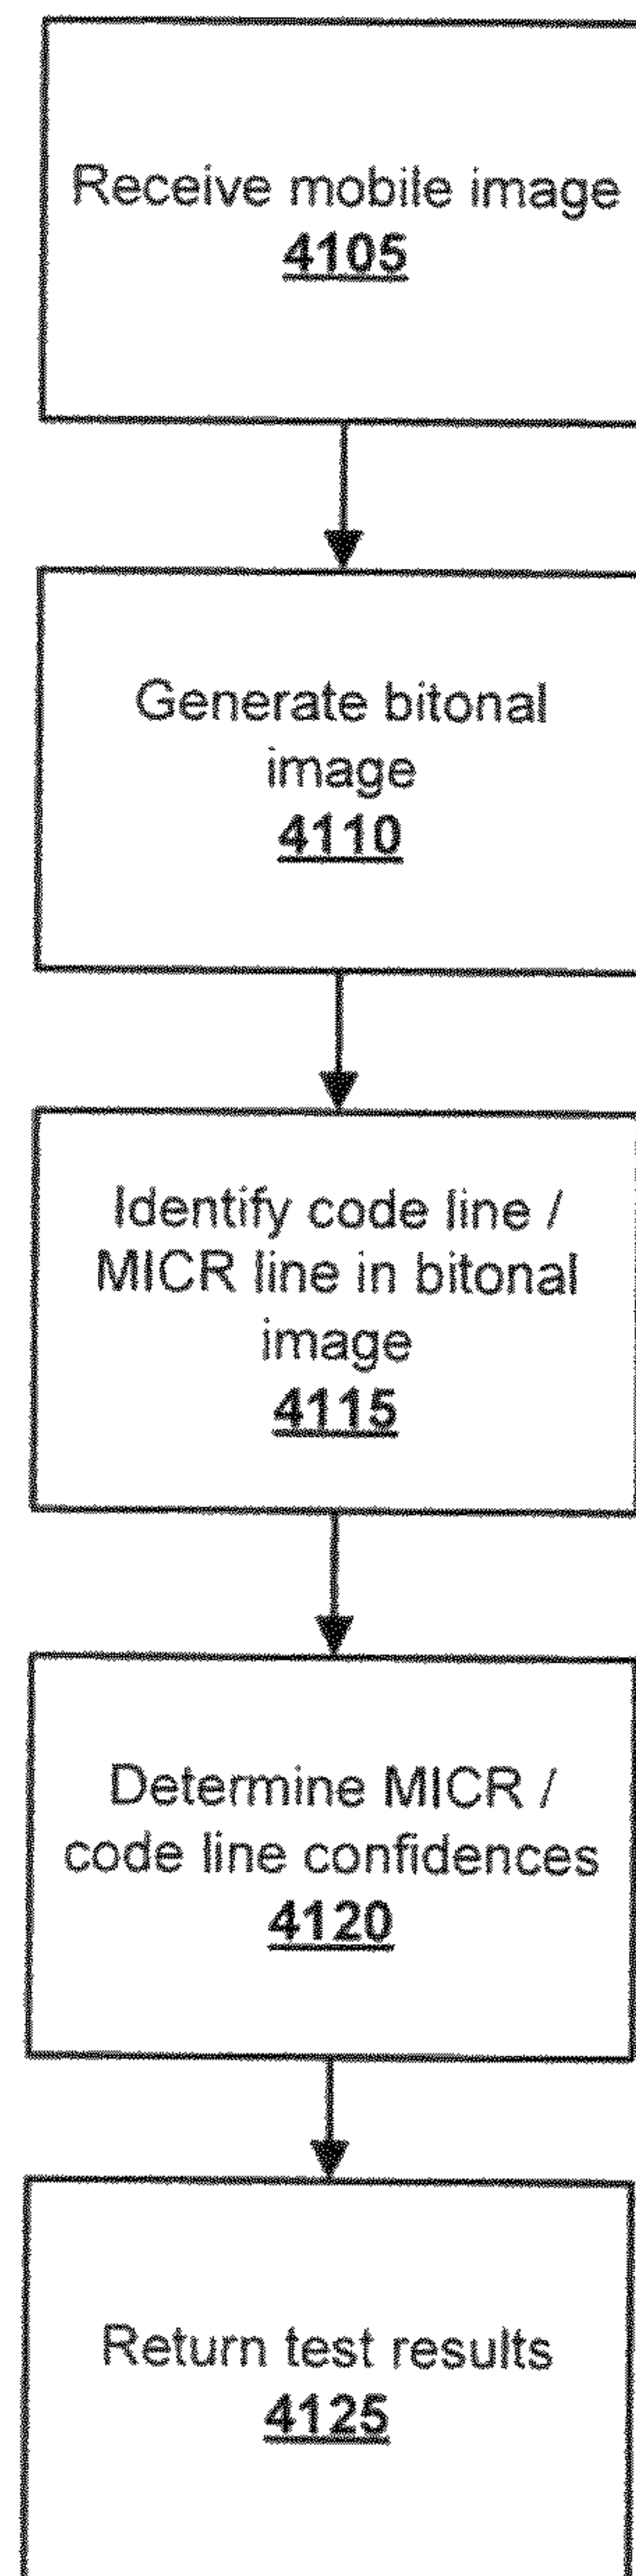 Receive mobile image
4105
Generate bitonal
image
4110
Identify code line /
MICR line in bitonal
image
4115
Determine MICR /
code line confidences
4120
Return test results
4125